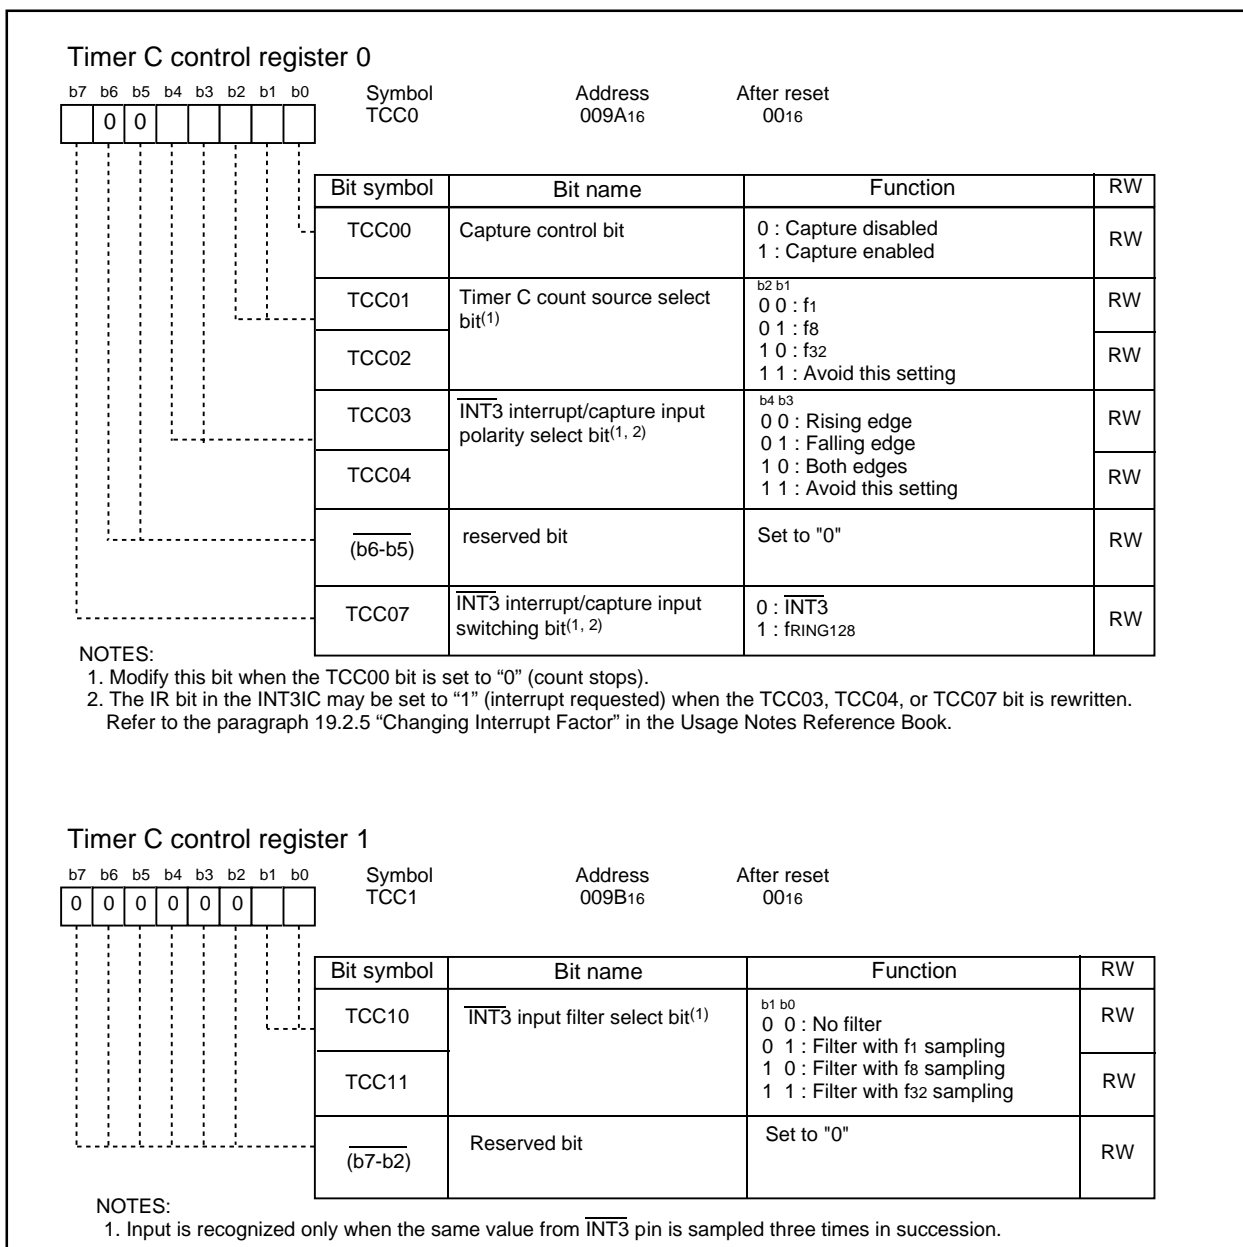 Timer C control register 0
b7 b6 b5 b4 b3 b2 b1 b0
Symbol Address After reset
TCC0 009A16 0016
0 0
Bit symbol Bit name Function RW
TCC00 Capture control bit 0 : Capture disabled RW
1 : Capture enabled
TCC01 Timer C count source select bit(1) b2 b1 RW
0 0 : f1
0 1 : f8
TCC02 1 0 : f32 RW
1 1 : Avoid this setting
TCC03 INT3 interrupt/capture input polarity select bit(1, 2) b4 b3 RW
0 0 : Rising edge
0 1 : Falling edge
TCC04 1 0 : Both edges RW
1 1 : Avoid this setting
(b6-b5) reserved bit Set to "0" RW
TCC07 INT3 interrupt/capture input switching bit(1, 2) 0 : INT3 RW
1 : fRING128
NOTES:
1. Modify this bit when the TCC00 bit is set to “0” (count stops).
2. The IR bit in the INT3IC may be set to “1” (interrupt requested) when the TCC03, TCC04, or TCC07 bit is rewritten.
Refer to the paragraph 19.2.5 “Changing Interrupt Factor” in the Usage Notes Reference Book.
Timer C control register 1
b7 b6 b5 b4 b3 b2 b1 b0
Symbol Address After reset
TCC1 009B16 0016
0 0 0 0 0 0
Bit symbol Bit name Function RW
TCC10 INT3 input filter select bit(1) b1 b0 RW
0 0 : No filter
0 1 : Filter with f1 sampling
TCC11 1 0 : Filter with f8 sampling RW
1 1 : Filter with f32 sampling
(b7-b2) Reserved bit Set to "0" RW
NOTES:
1. Input is recognized only when the same value from INT3 pin is sampled three times in succession.